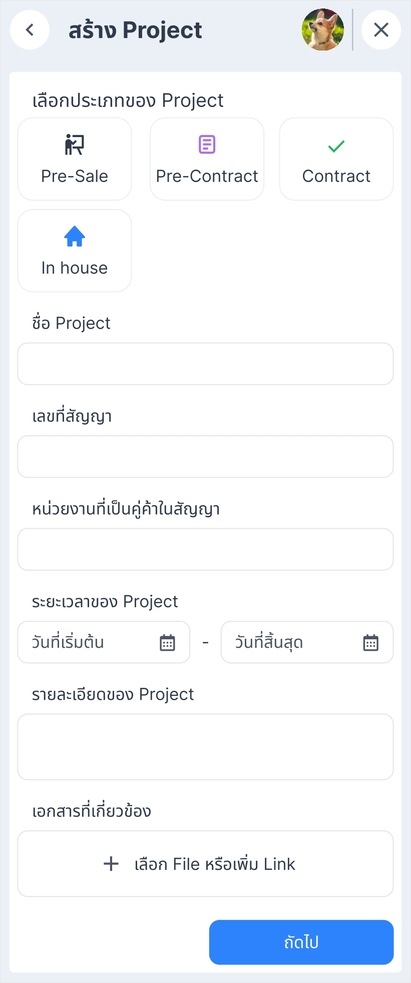 สร้าง Project
เลือกประเภทของ Project
Pre-Sale
Pre-Contract
Contract
In house
ชื่อ Project
เลขที่สัญญา
หน่วยงานที่เป็นคู่ค้าในสัญญา
ระยะเวลาของ Project
วันที่เริ่มต้น - วันที่สิ้นสุด
รายละเอียดของ Project
เอกสารที่เกี่ยวข้อง
+ เลือก File หรือเพิ่ม Link
ถัดไป